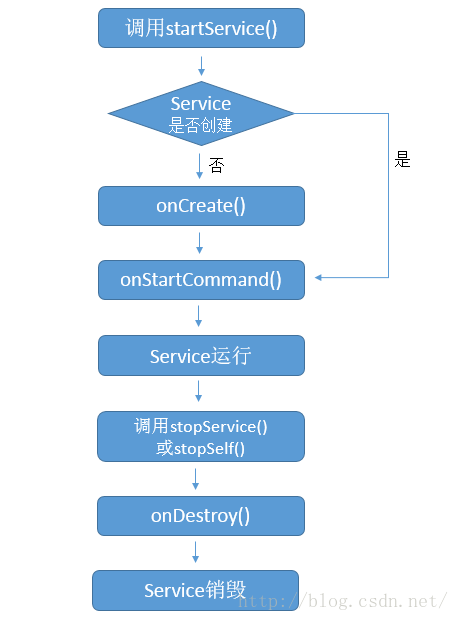 调用startService()
Service
是否创建
否
是
onCreate()
onStartCommand()
Service运行
调用stopService()
或stopSelf()
onDestroy()
Service销毁
http://blog.csdn.net/